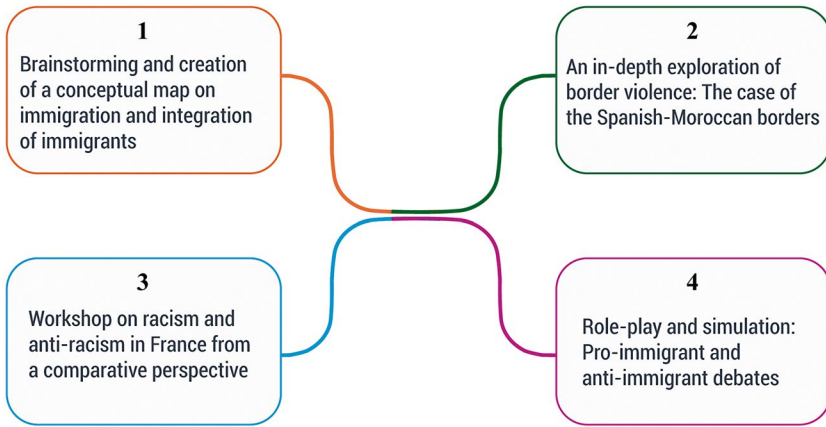 1
Brainstorming and creation
of a conceptual map on
immigration and integration
of immigrants
2
An in-depth exploration of
border violence: The case of
the Spanish-Moroccan borders
3
Workshop on racism and
anti-racism in France from
a comparative perspective
4
Role-play and simulation:
Pro-immigrant and
anti-immigrant debates